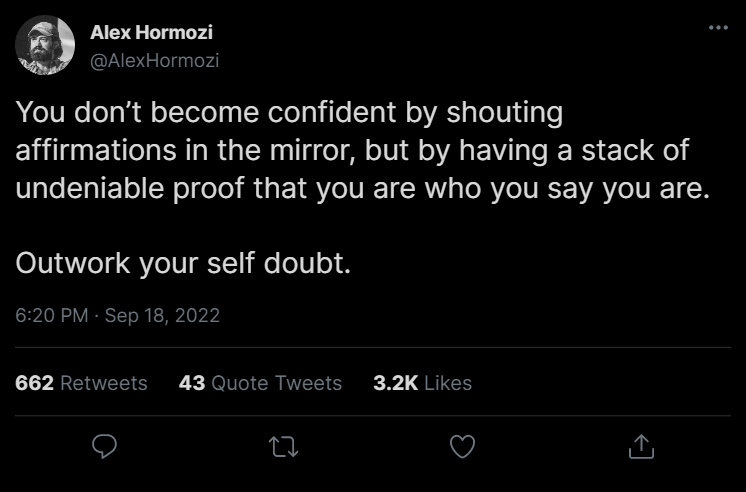 Alex Hormozi
@AlexHormozi
You don’t become confident by shouting
affirmations in the mirror, but by having a stack of
undeniable proof that you are who you say you are.
Outwork your self doubt.
6:20 PM · Sep 18, 2022
662 Retweets 43 Quote Tweets 3.2K Likes